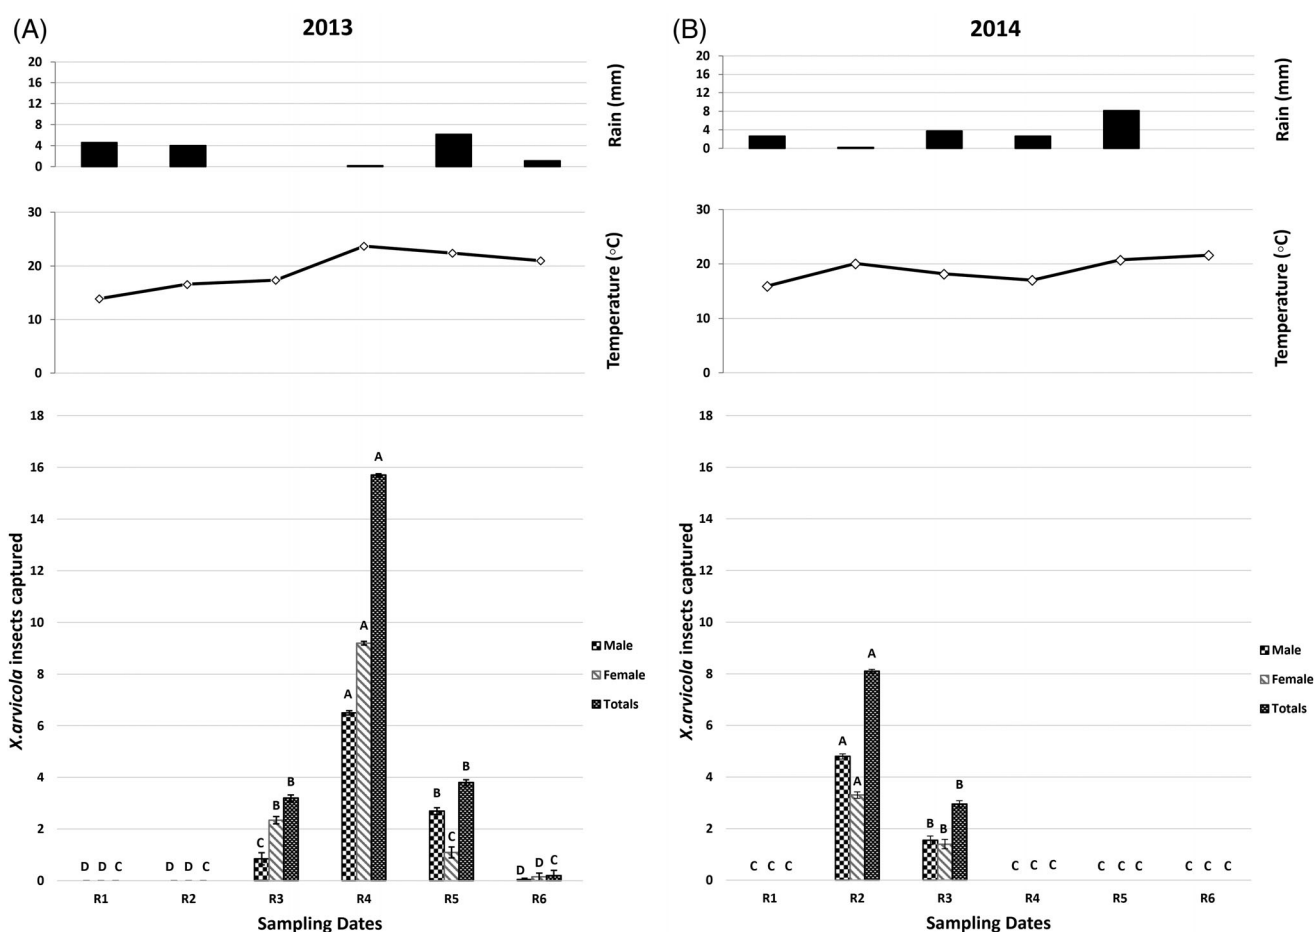 (A)
2013
20
16
12
8
4
0
Rain (mm)
30
20
10
0
Temperature (°C)
18
16
14
12
10
8
6
4
2
0
X.arvicola insects captured
D D C
D D C
C B B
A A A
B C B
D D C
Male
Female
Totals
R1 R2 R3 R4 R5 R6
Sampling Dates
(B)
2014
20
16
12
8
4
0
Rain (mm)
30
20
10
0
Temperature (°C)
18
16
14
12
10
8
6
4
2
0
X.arvicola insects captured
C C C
A A A
B B B
C C C
C C C
C C C
Male
Female
Totals
R1 R2 R3 R4 R5 R6
Sampling Dates